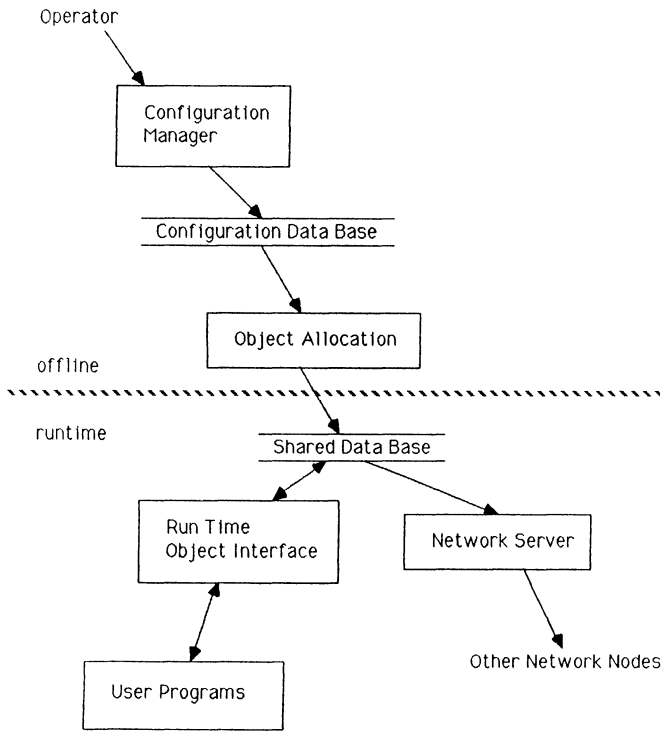 Operator
Configuration
Manager
Configuration Data Base
Object Allocation
offline
runtime
Shared Data Base
Run Time
Object Interface
Network Server
Other Network Nodes
User Programs